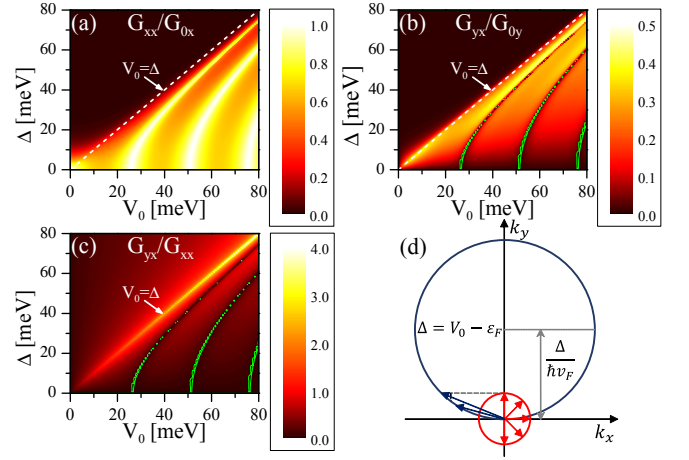 (a) G_xx/G_0x
V_0=Δ
Δ [meV]
80
60
40
20
0
0 20 40 60 80
V_0 [meV]
1.0
0.8
0.6
0.4
0.2
0.0
(b) G_yx/G_0y
V_0=Δ
Δ [meV]
80
60
40
20
0
0 20 40 60 80
V_0 [meV]
0.5
0.4
0.3
0.2
0.1
0.0
(c) G_yx/G_xx
V_0=Δ
Δ [meV]
80
60
40
20
0
0 20 40 60 80
V_0 [meV]
4.0
3.0
2.0
1.0
0.0
(d)
k_y
Δ = V_0 − ε_F
Δ
ħv_F
k_x